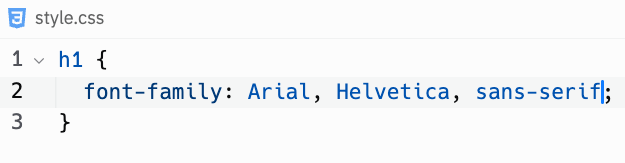 style.css
1 h1 {
2 font-family: Arial, Helvetica, sans-serif;
3 }